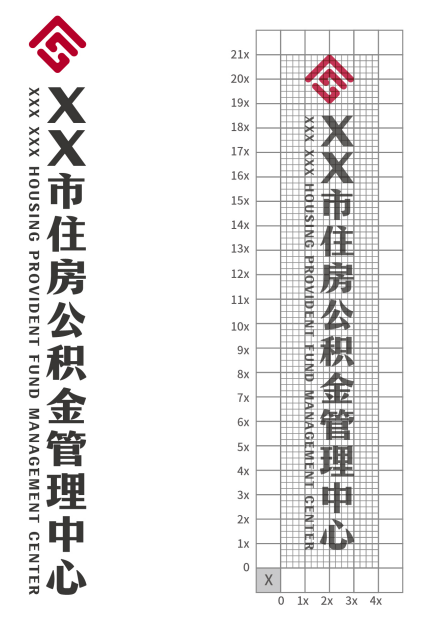 XX市住房公积金管理中心
XXX XXX HOUSING PROVIDENT FUND MANAGEMENT CENTER
21x
20x
19x
18x
17x
16x
15x
14x
13x
12x
11x
10x
9x
8x
7x
6x
5x
4x
3x
2x
1x
0
XX市住房公积金管理中心
XXX XXX HOUSING PROVIDENT FUND MANAGEMENT CENTER
X
0 1x 2x 3x 4x